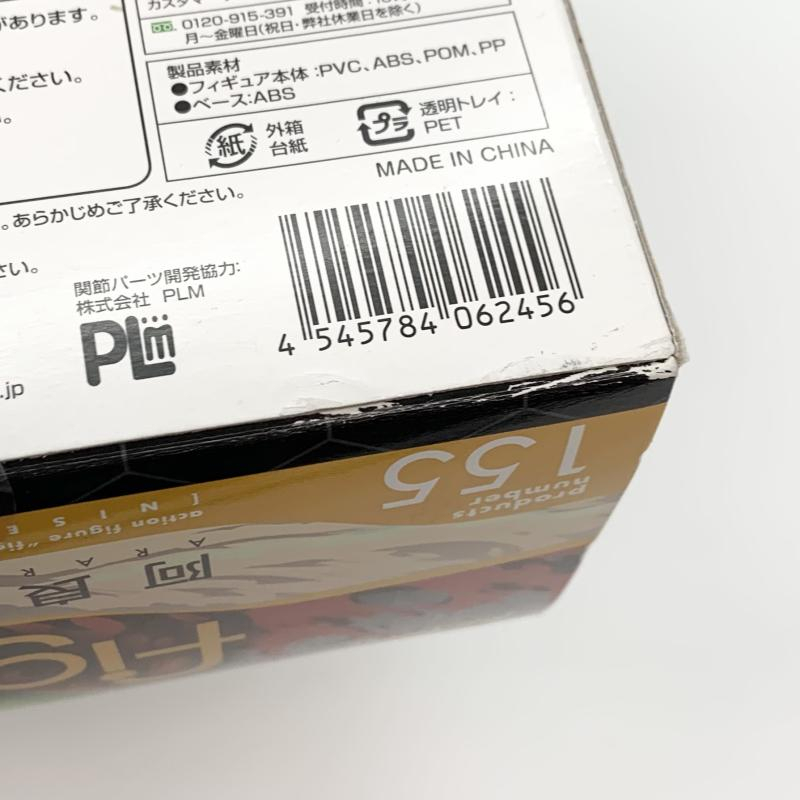 があります。
ください。
い。
カスタマー
0120-915-391 受付時間:
月〜金曜日(祝日・弊社休業日を除く)
製品素材
●フィギュア本体:PVC、ABS、POM、PP
●ベース:ABS
紙 外箱
台紙
プラ 透明トレイ:
PET
MADE IN CHINA
。あらかじめご了承ください。
さい。
関節パーツ開発協力:
株式会社 PLM
PLM
.jp
4 545784 062456
products
number
155
action figure "fi
[ N I S E
A R A R
阿良
fig